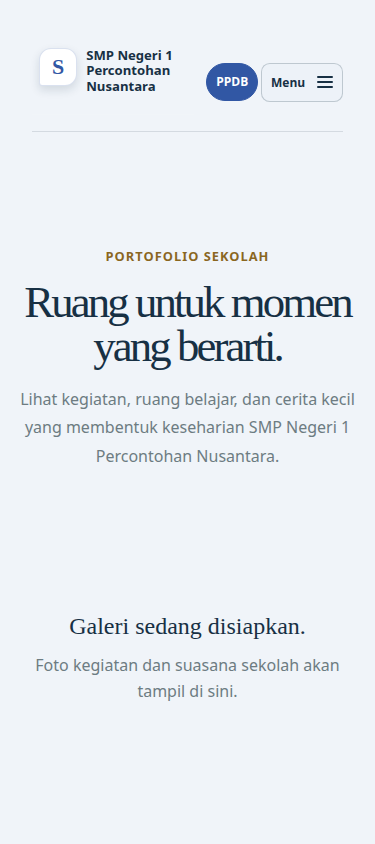 S
SMP Negeri 1
Percontohan
Nusantara
PPDB
Menu
PORTOFOLIO SEKOLAH
Ruang untuk momen
yang berarti.
Lihat kegiatan, ruang belajar, dan cerita kecil
yang membentuk keseharian SMP Negeri 1
Percontohan Nusantara.
Galeri sedang disiapkan.
Foto kegiatan dan suasana sekolah akan
tampil di sini.